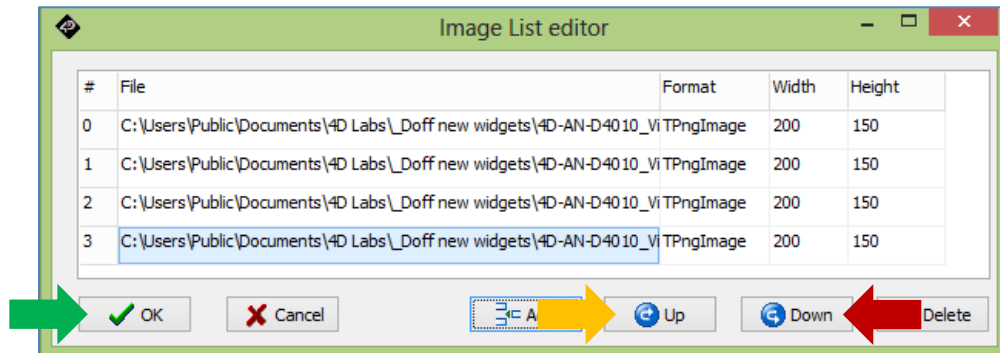 Image List editor
# File Format Width Height
0 C:\Users\Public\Documents\4D Labs\_Doff new widgets\4D-AN-D4010_Vi TPngImage 200 150
1 C:\Users\Public\Documents\4D Labs\_Doff new widgets\4D-AN-D4010_Vi TPngImage 200 150
2 C:\Users\Public\Documents\4D Labs\_Doff new widgets\4D-AN-D4010_Vi TPngImage 200 150
3 C:\Users\Public\Documents\4D Labs\_Doff new widgets\4D-AN-D4010_Vi TPngImage 200 150
OK Cancel Up Down Delete